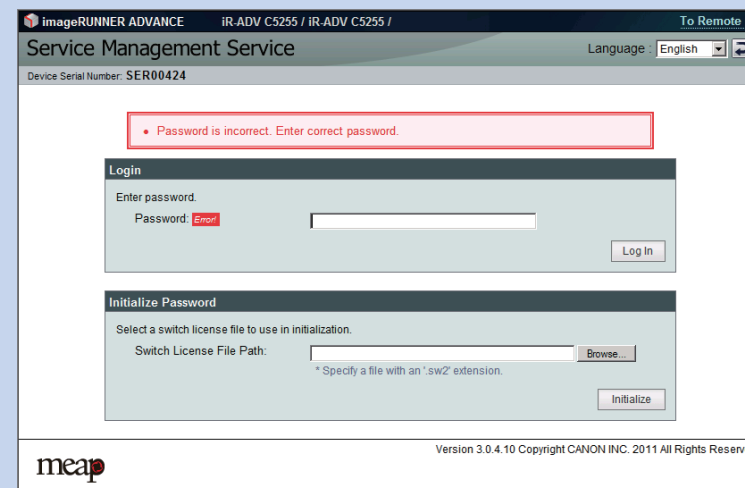 imageRUNNER ADVANCE iR-ADV C5255 / iR-ADV C5255 / To Remote
Service Management Service Language : English
Device Serial Number: SER00424
• Password is incorrect. Enter correct password.
Login
Enter password.
Password: Error!
Log In
Initialize Password
Select a switch license file to use in initialization.
Switch License File Path: Browse...
* Specify a file with an '.sw2' extension.
Initialize
Version 3.0.4.10 Copyright CANON INC. 2011 All Rights Reserv
meap